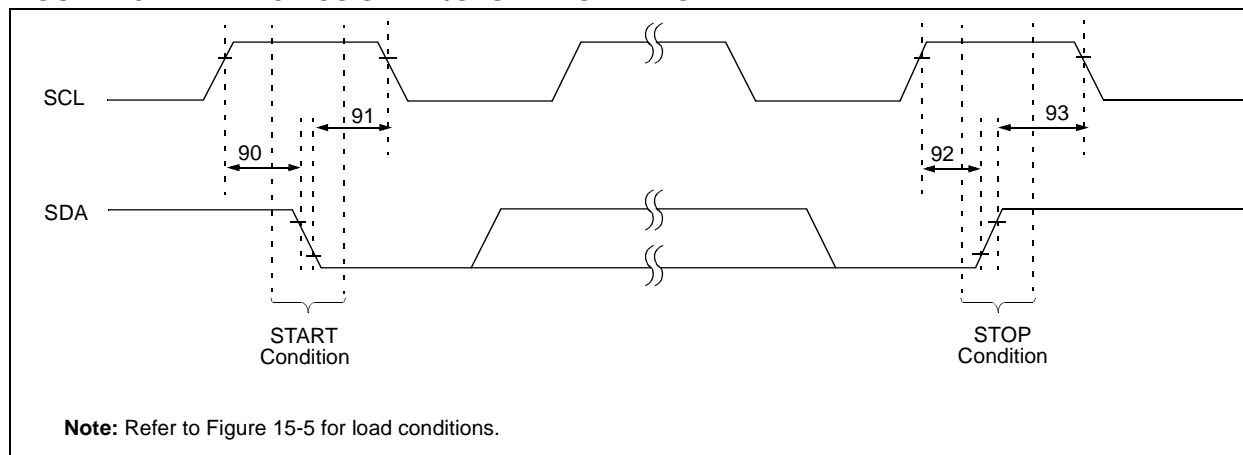 SCL
91
93
90
92
SDA
START
Condition
STOP
Condition
Note: Refer to Figure 15-5 for load conditions.